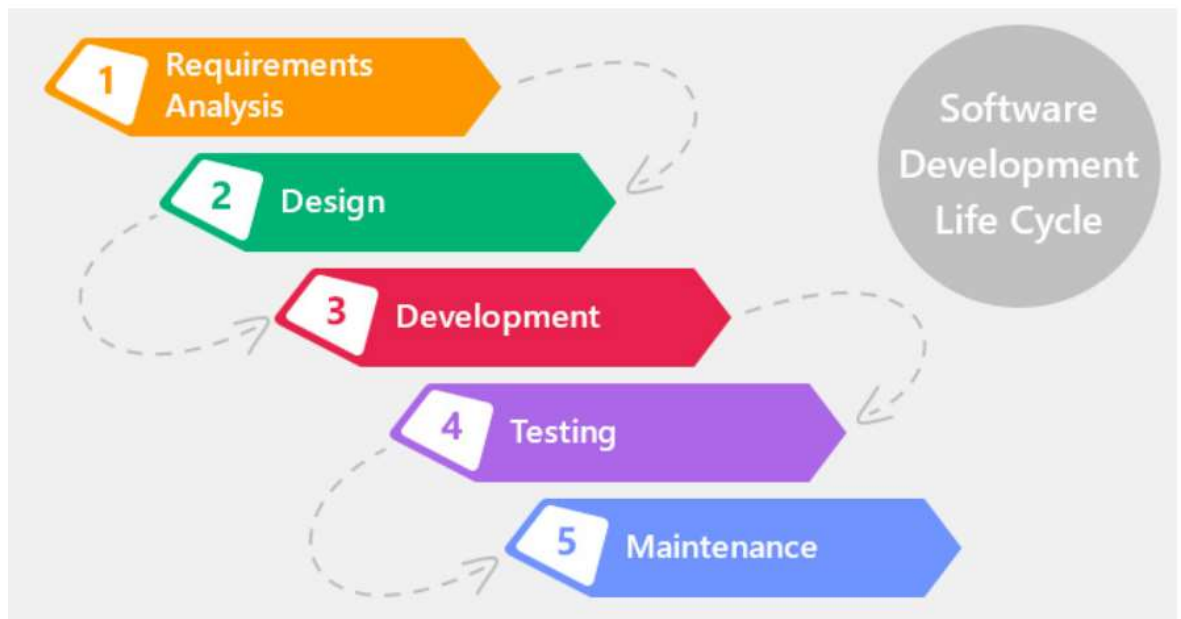 1
Requirements
Analysis
2
Design
3
Development
4
Testing
5
Maintenance
Software
Development
Life Cycle